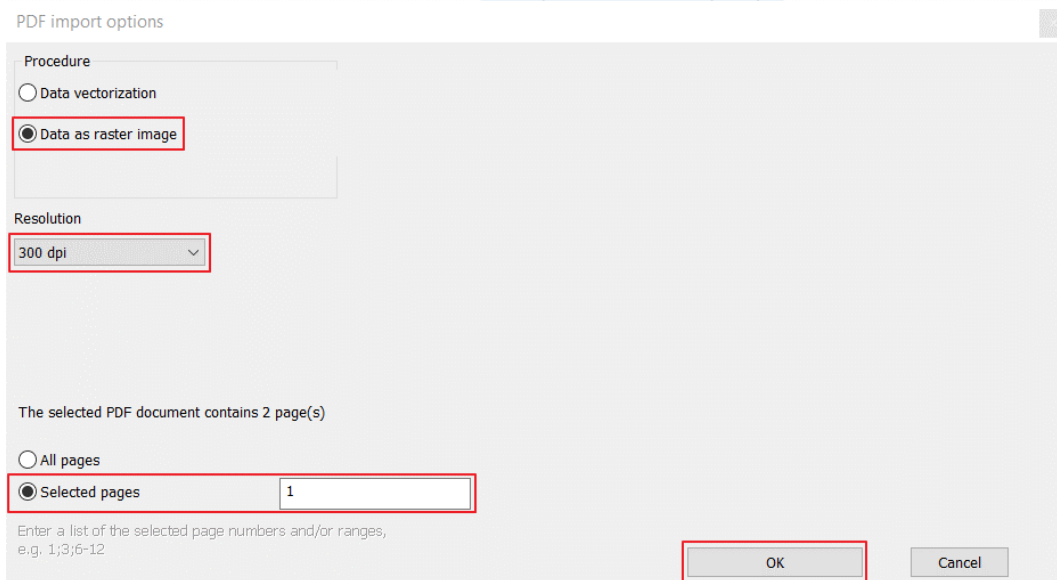 PDF import options
Procedure
Data vectorization
Data as raster image
Resolution
300 dpi
The selected PDF document contains 2 page(s)
All pages
Selected pages 1
Enter a list of the selected page numbers and/or ranges,
e.g. 1;3;6-12
OK Cancel